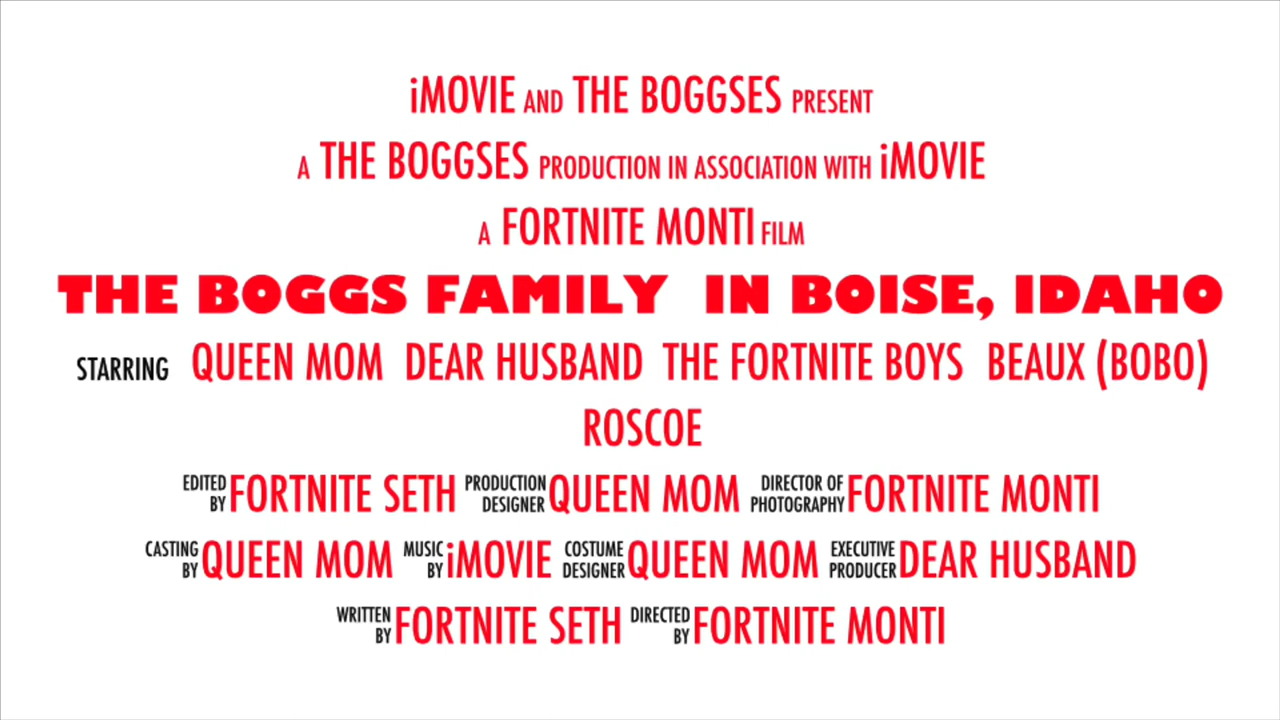 iMOVIE AND THE BOGGSES PRESENT
A THE BOGGSES PRODUCTION IN ASSOCIATION WITH iMOVIE
A FORTNITE MONTI FILM
THE BOGGS FAMILY IN BOISE, IDAHO
STARRING QUEEN MOM DEAR HUSBAND THE FORTNITE BOYS BEAUX (BOBO)
ROSCOE
EDITED BY FORTNITE SETH PRODUCTION DESIGNER QUEEN MOM DIRECTOR OF PHOTOGRAPHY FORTNITE MONTI
CASTING BY QUEEN MOM MUSIC BY iMOVIE COSTUME DESIGNER QUEEN MOM EXECUTIVE PRODUCER DEAR HUSBAND
WRITTEN BY FORTNITE SETH DIRECTED BY FORTNITE MONTI